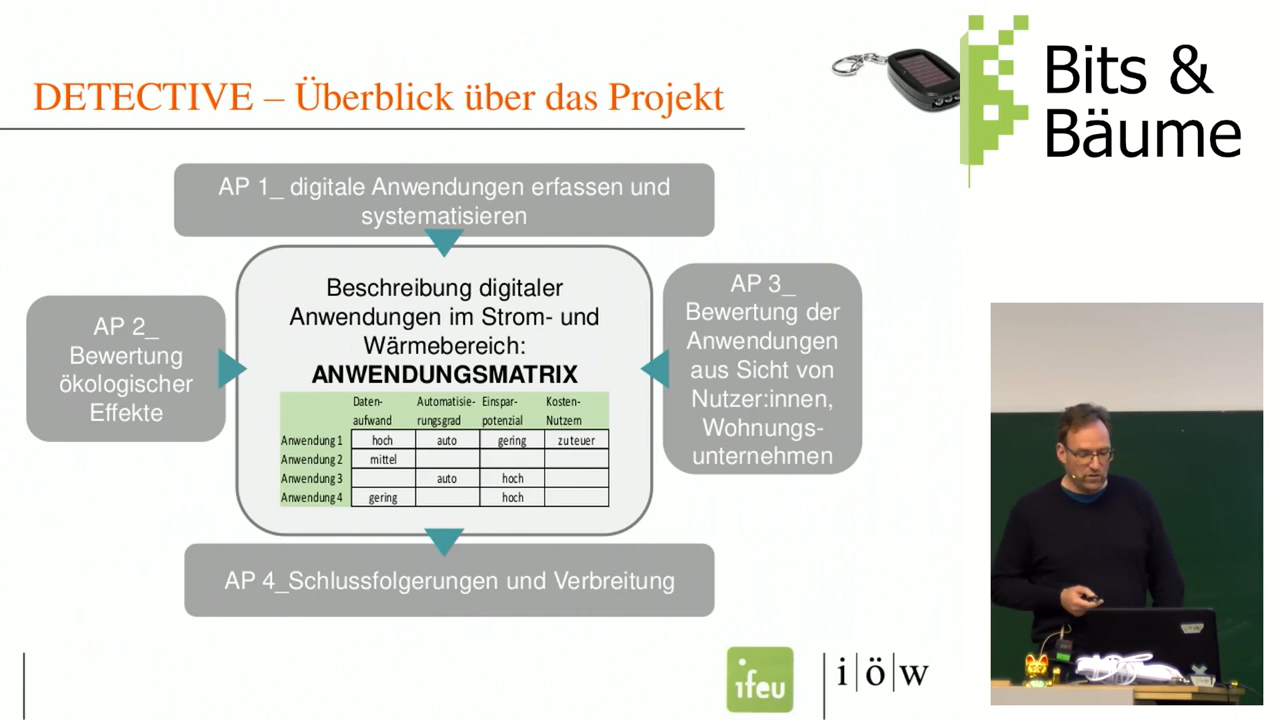 DETECTIVE – Überblick über das Projekt
Bits &
Bäume
AP 1_ digitale Anwendungen erfassen und
systematisieren
AP 2_
Bewertung
ökologischer
Effekte
Beschreibung digitaler
Anwendungen im Strom- und
Wärmebereich:
ANWENDUNGSMATRIX
Daten- Automatisie- Einspar- Kosten-
aufwand rungsgrad potenzial Nutzern
Anwendung 1 hoch auto gering zu teuer
Anwendung 2 mittel
Anwendung 3 auto hoch
Anwendung 4 gering hoch
AP 3_
Bewertung der
Anwendungen
aus Sicht von
Nutzer:innen,
Wohnungs-
unternehmen
AP 4_Schlussfolgerungen und Verbreitung
ifeu
i|ö|w